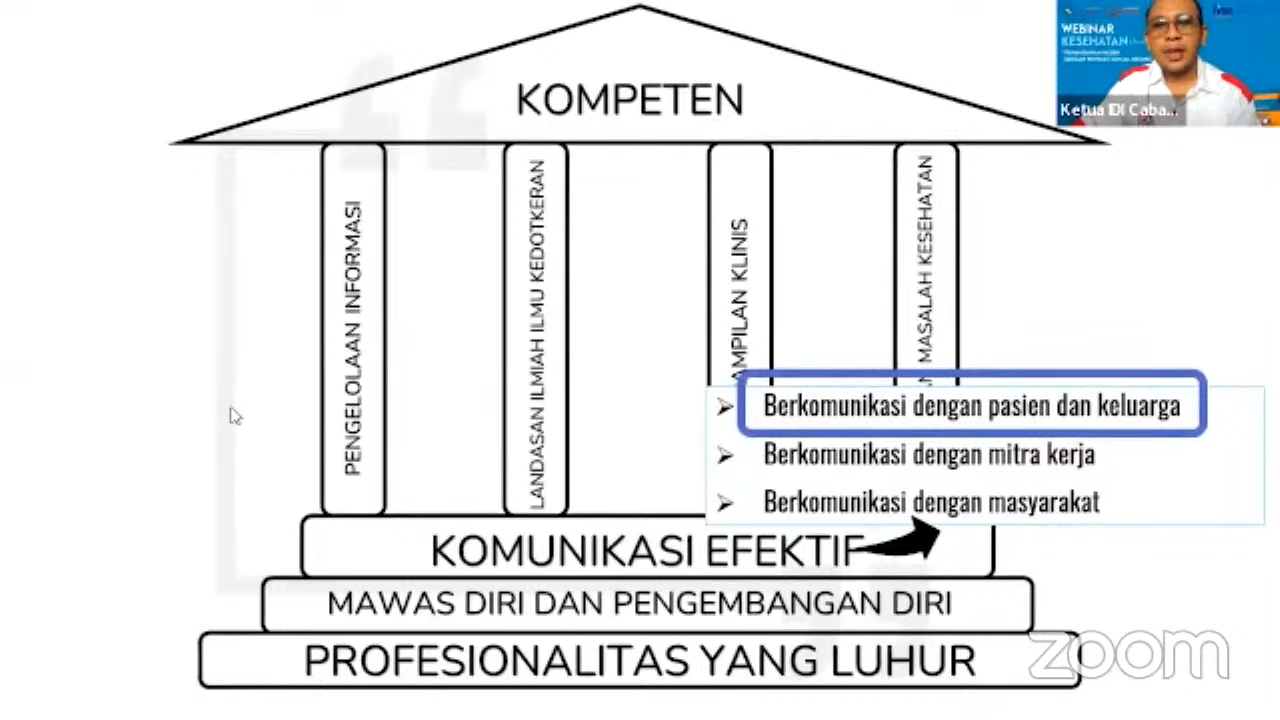 KOMPETEN
WEBINAR
KESEHATAN
Ketua IDI Caba...
PENGELOLAAN INFORMASI
LANDASAN ILMIAH ILMU KEDOTKERAN
AMPILAN KLINIS
MASALAH KESEHATAN
➢ Berkomunikasi dengan pasien dan keluarga
➢ Berkomunikasi dengan mitra kerja
➢ Berkomunikasi dengan masyarakat
KOMUNIKASI EFEKTIF
MAWAS DIRI DAN PENGEMBANGAN DIRI
PROFESIONALITAS YANG LUHUR
zoom